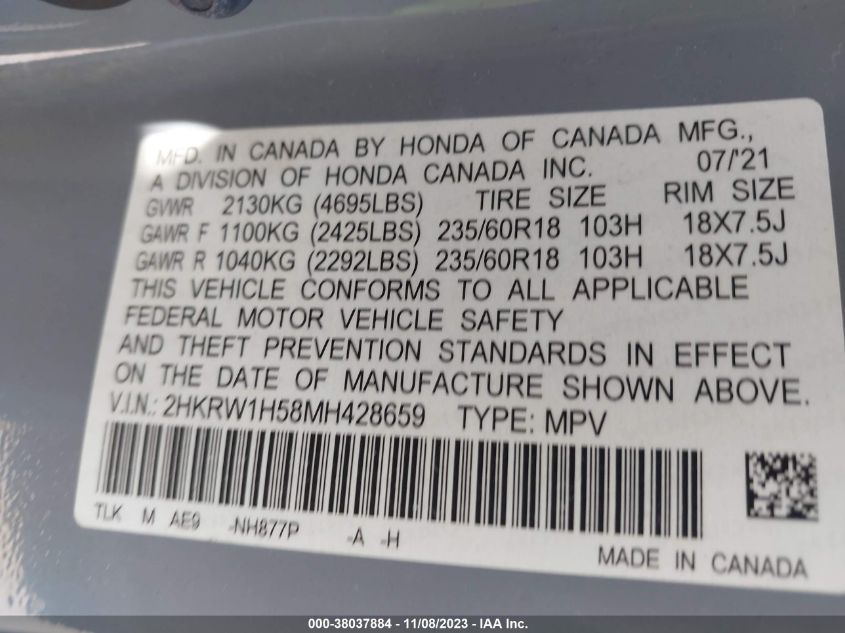 MFD. IN CANADA BY HONDA OF CANADA MFG.,
A DIVISION OF HONDA CANADA INC. 07/'21
GVWR 2130KG (4695LBS) TIRE SIZE RIM SIZE
GAWR F 1100KG (2425LBS) 235/60R18 103H 18X7.5J
GAWR R 1040KG (2292LBS) 235/60R18 103H 18X7.5J
THIS VEHICLE CONFORMS TO ALL APPLICABLE
FEDERAL MOTOR VEHICLE SAFETY
AND THEFT PREVENTION STANDARDS IN EFFECT
ON THE DATE OF MANUFACTURE SHOWN ABOVE.
V.I.N.: 2HKRW1H58MH428659 TYPE: MPV
TLK M AE9 -NH877P -A -H
MADE IN CANADA
000-38037884 - 11/08/2023 - IAA Inc.